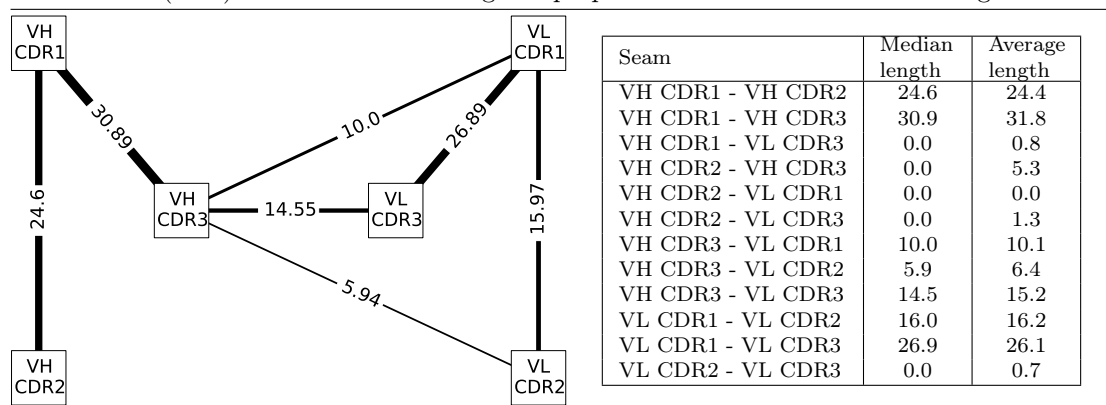 VH
CDR1
VL
CDR1
30.89
10.0
26.89
24.6
VH
CDR3
14.55
VL
CDR3
15.97
5.94
VH
CDR2
VL
CDR2
Seam Median length Average length
VH CDR1 - VH CDR2 24.6 24.4
VH CDR1 - VH CDR3 30.9 31.8
VH CDR1 - VL CDR3 0.0 0.8
VH CDR2 - VH CDR3 0.0 5.3
VH CDR2 - VL CDR1 0.0 0.0
VH CDR2 - VL CDR3 0.0 1.3
VH CDR3 - VL CDR1 10.0 10.1
VH CDR3 - VL CDR2 5.9 6.4
VH CDR3 - VL CDR3 14.5 15.2
VL CDR1 - VL CDR2 16.0 16.2
VL CDR1 - VL CDR3 26.9 26.1
VL CDR2 - VL CDR3 0.0 0.7